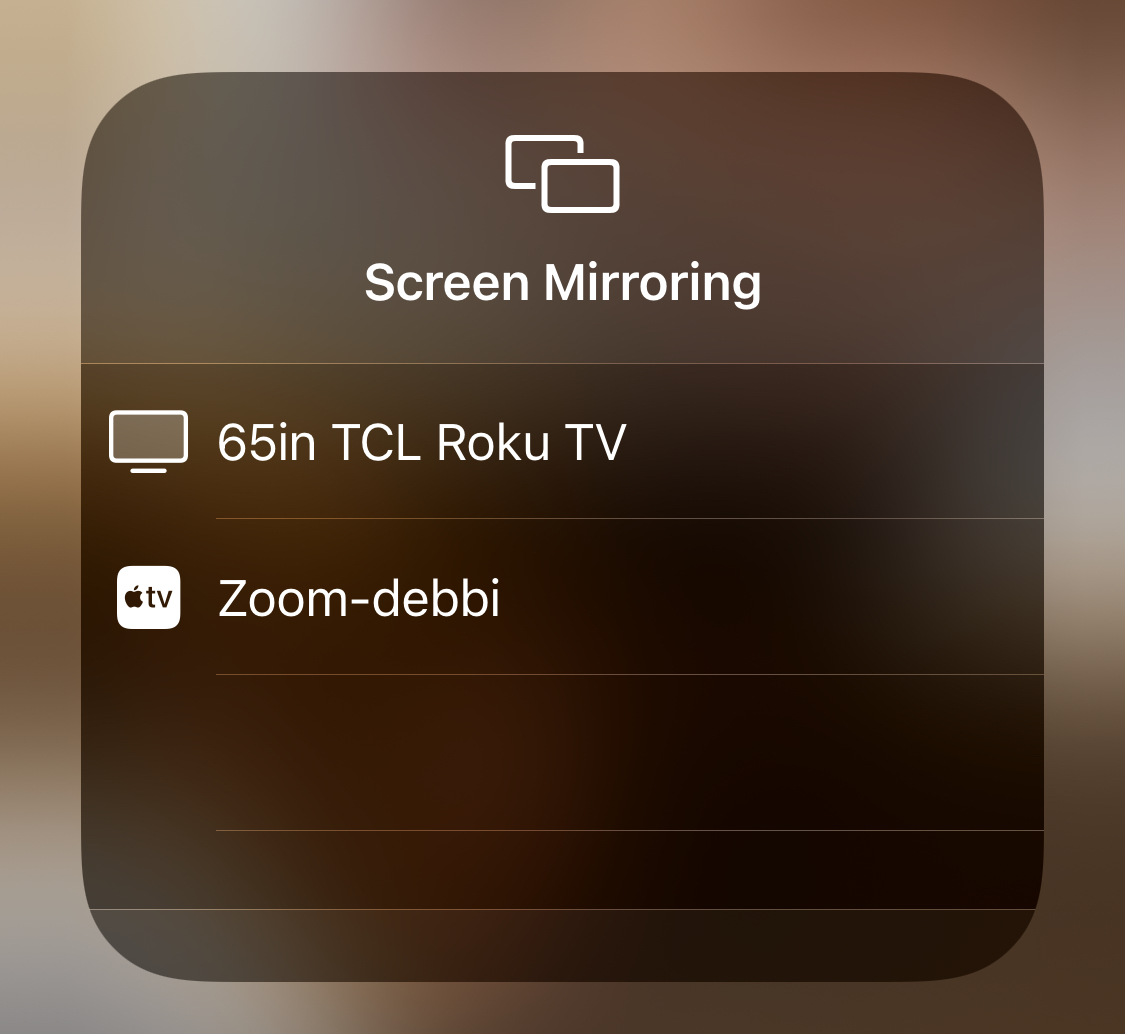 Screen Mirroring
65in TCL Roku TV
tv
Zoom-debbi